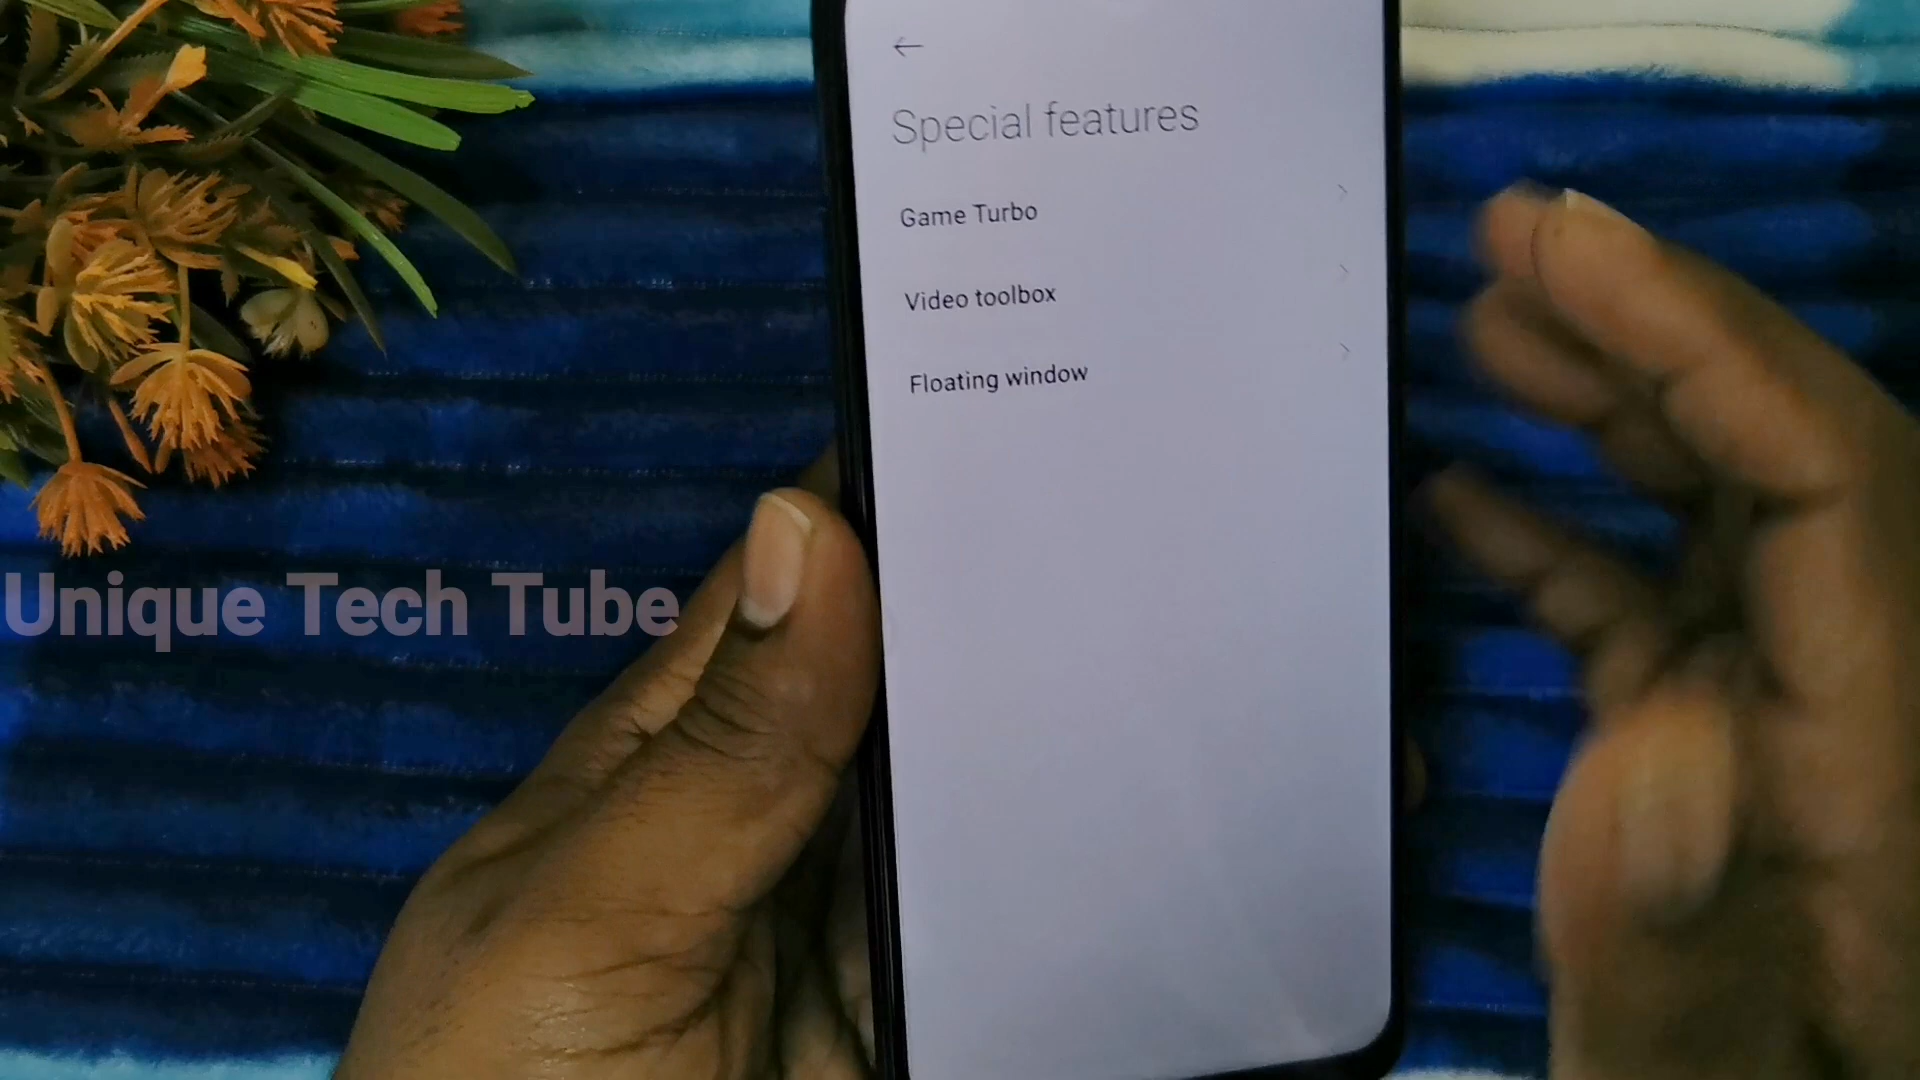 Special features
Game Turbo
Video toolbox
Floating window
Unique Tech Tube